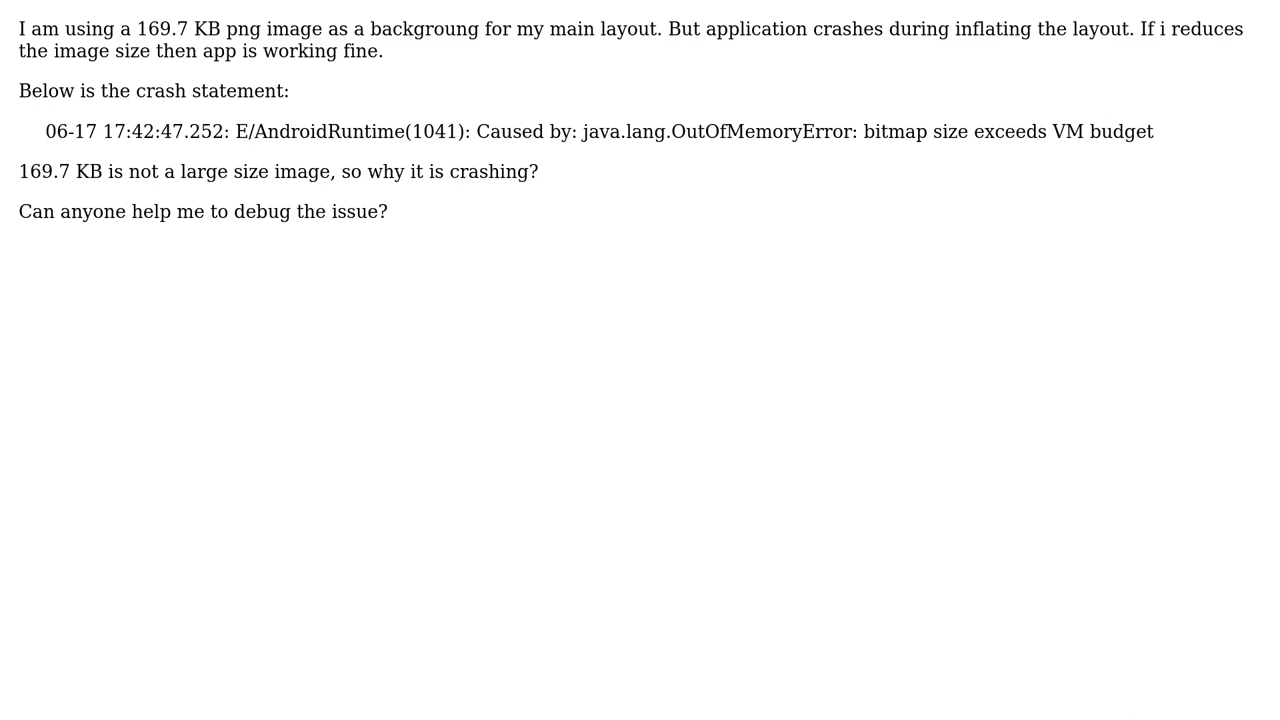 I am using a 169.7 KB png image as a backgroung for my main layout. But application crashes during inflating the layout. If i reduces
the image size then app is working fine.
Below is the crash statement:
06-17 17:42:47.252: E/AndroidRuntime(1041): Caused by: java.lang.OutOfMemoryError: bitmap size exceeds VM budget
169.7 KB is not a large size image, so why it is crashing?
Can anyone help me to debug the issue?